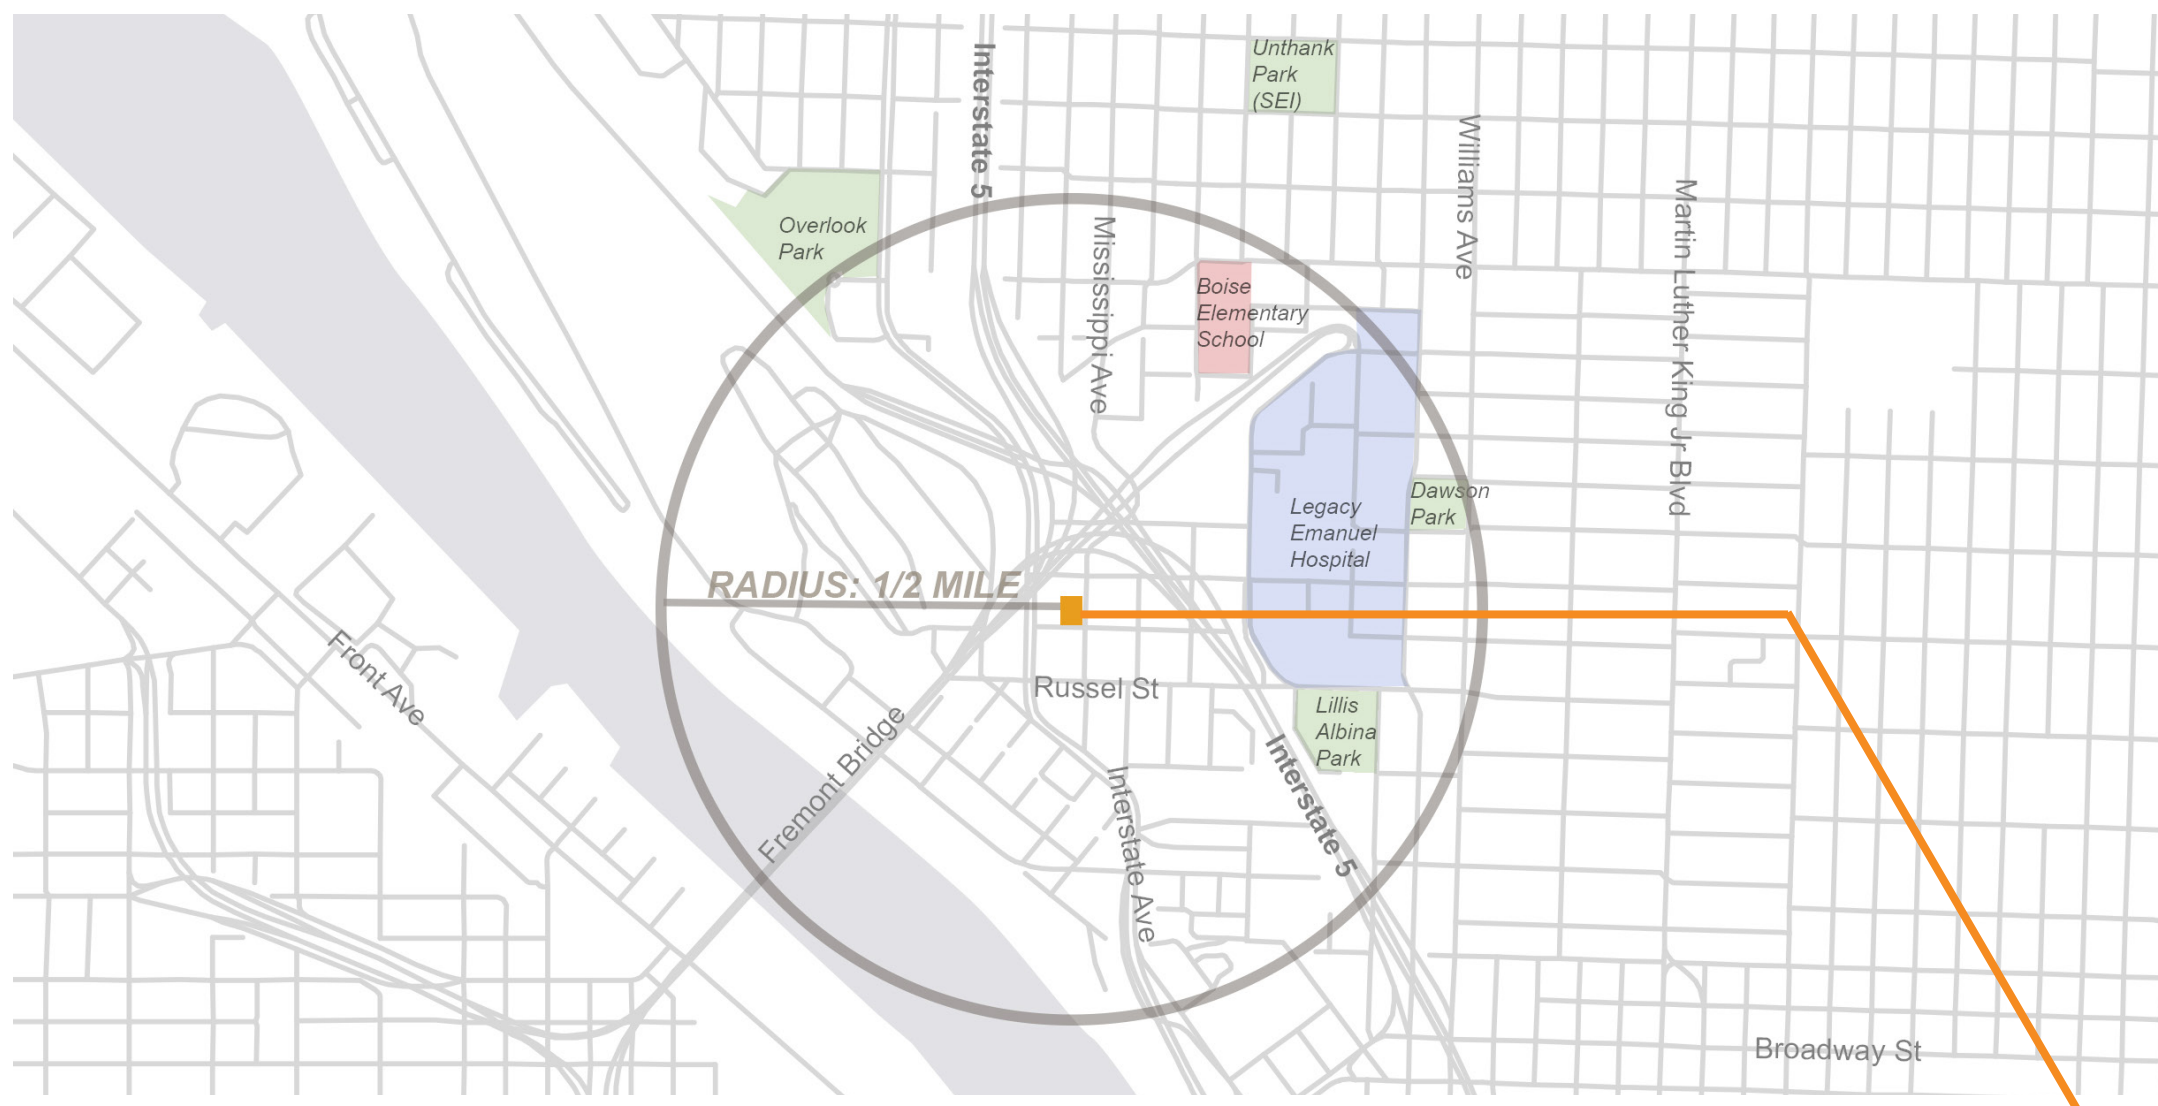 Unthank
Park
(SEI)
Interstate 5
Williams Ave
Martin Luther King Jr Blvd
Overlook
Park
Mississippi Ave
Boise
Elementary
School
Dawson
Park
Legacy
Emanuel
Hospital
RADIUS: 1/2 MILE
Front Ave
Russel St
Lillis
Albina
Park
Fremont Bridge
Interstate 5
Interstate Ave
Broadway St